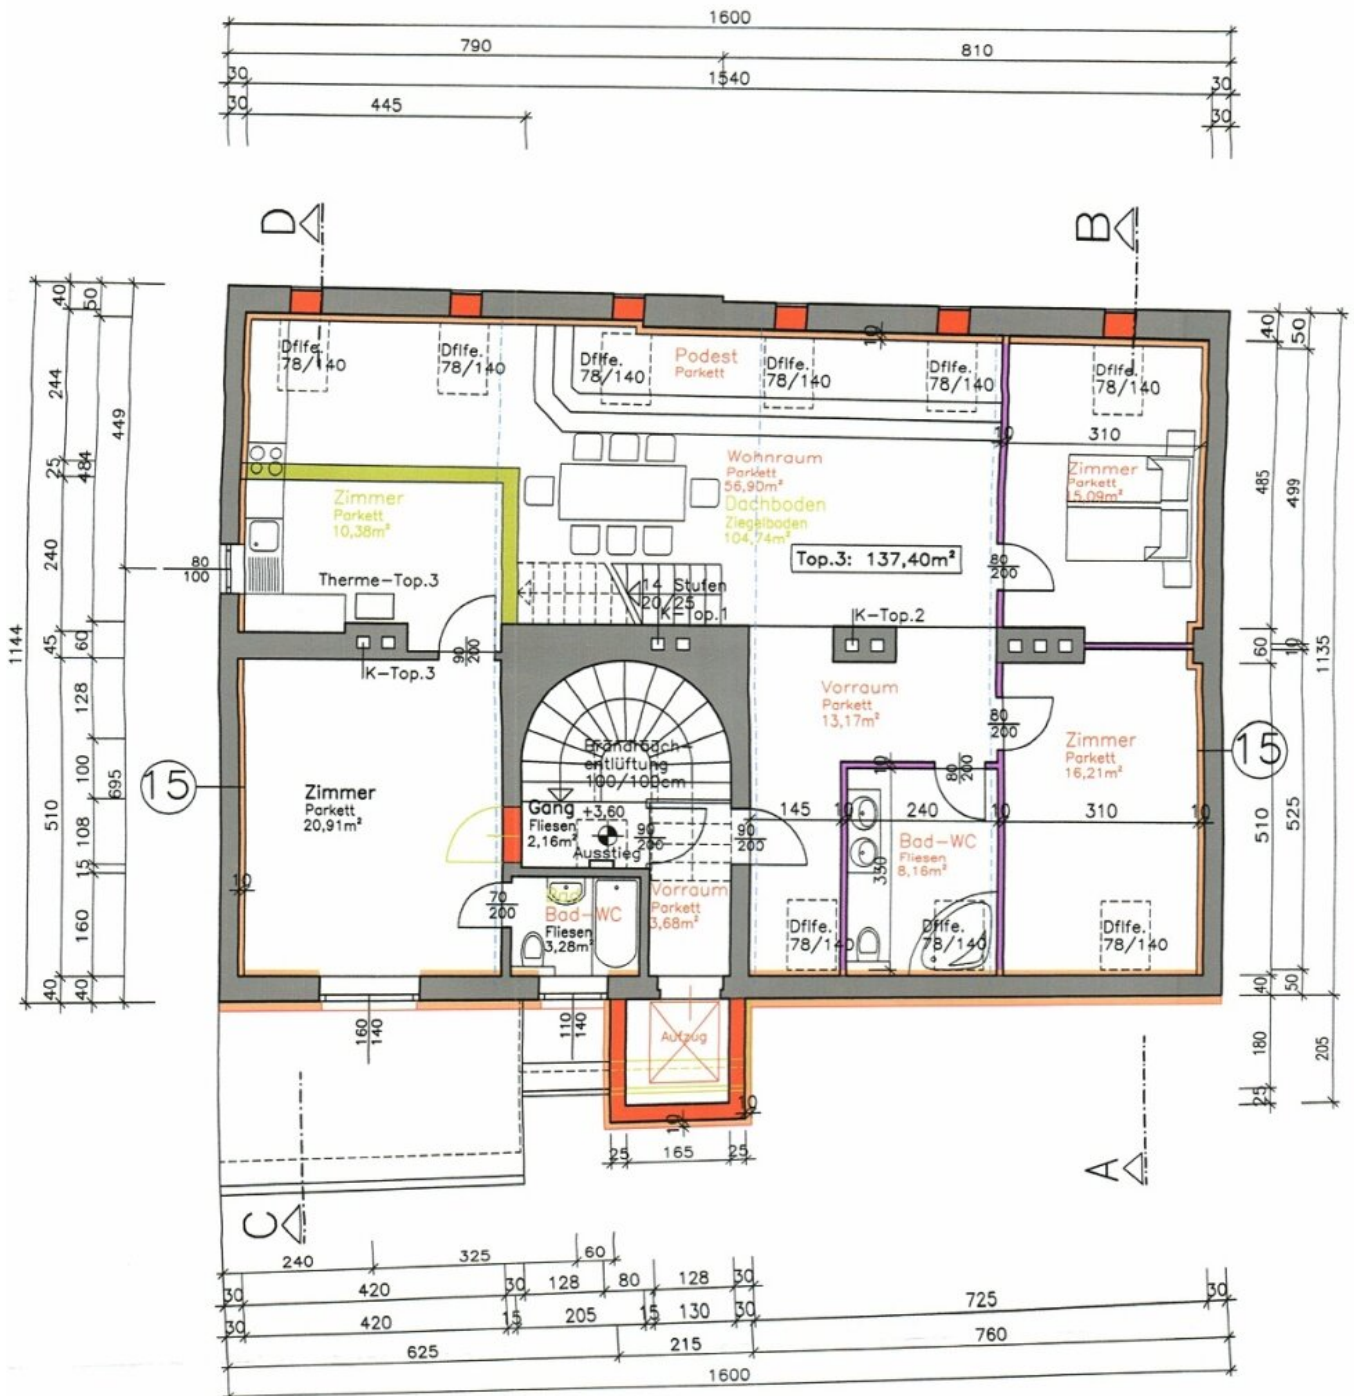 1600
790 810
30 1540 30
30 445 30
D B
Dflfe.
78/140
Dflfe.
78/140
Dflfe.
78/140
Podest
Parkett
10
Dflfe.
78/140
Dflfe.
78/140
Dflfe.
78/140
10 310
Wohnraum
Parkett
56,90m²
Dachboden
Ziegelboden
104,74m²
Zimmer
Parkett
15,09m²
Zimmer
Parkett
10,38m²
Top.3: 137,40m²
80
100
Therme-Top.3
14 Stufen
20/25
K-Top.1
K-Top.2
80
200
90
200
K-Top.3
Vorraum
Parkett
13,17m²
80
200
Zimmer
Parkett
16,21m²
15
15
Brandrauch-
entlüftung
100/100cm
Zimmer
Parkett
20,91m²
Gang
Fliesen
2,16m²
+3,60
Ausstieg
90
200
90
200
80
200
10
145 10 240 10 310 10
Bad-WC
Fliesen
8,16m²
330
10
70
200
Bad
Bad-WC
Fliesen
3,28m²
Vorraum
Parkett
3,68m²
Dflfe.
78/140
Dflfe.
78/140
Dflfe.
78/140
160
140
110
140
Aufzug
10
10
25 165 25
C A
1144
40 244 25 240 45 510 40
50 484 60 128 100 108 15 160 40
449 695
40 485 60 510 40 180 25
50 499 10 525 50
1135 205
240 325 60
30 420 30 128 80 128 30 725 30
30 420 15 205 15 130 30 760
625 215
1600